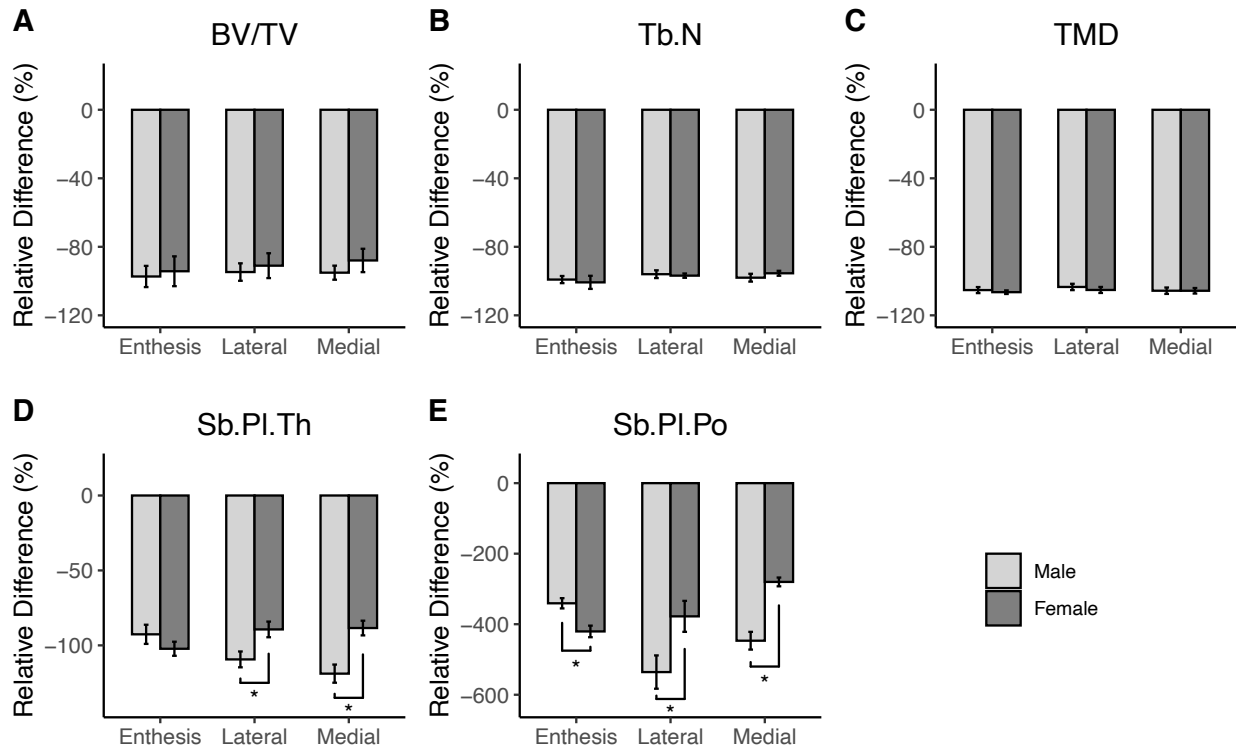 A
BV/TV
Relative Difference (%)
0
−40
−80
−120
Enthesis Lateral Medial
B
Tb.N
Relative Difference (%)
0
−40
−80
−120
Enthesis Lateral Medial
C
TMD
Relative Difference (%)
0
−40
−80
−120
Enthesis Lateral Medial
D
Sb.Pl.Th
Relative Difference (%)
0
−50
−100
* *
Enthesis Lateral Medial
E
Sb.Pl.Po
Relative Difference (%)
0
−200
−400
−600
* * *
Enthesis Lateral Medial
Male
Female